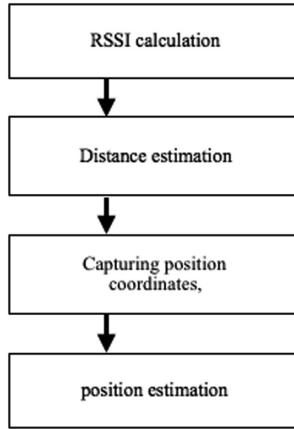 RSSI calculation
Distance estimation
Capturing position
coordinates,
position estimation